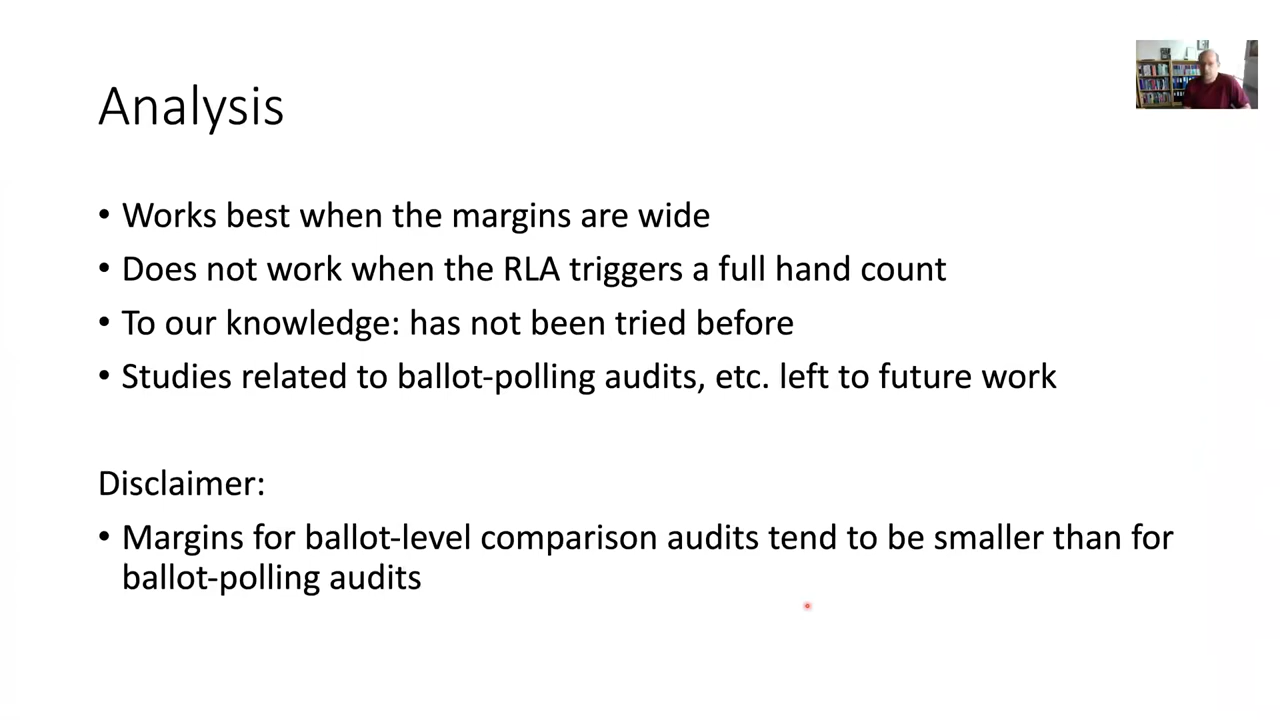 Analysis
• Works best when the margins are wide
• Does not work when the RLA triggers a full hand count
• To our knowledge: has not been tried before
• Studies related to ballot-polling audits, etc. left to future work
Disclaimer:
• Margins for ballot-level comparison audits tend to be smaller than for
ballot-polling audits